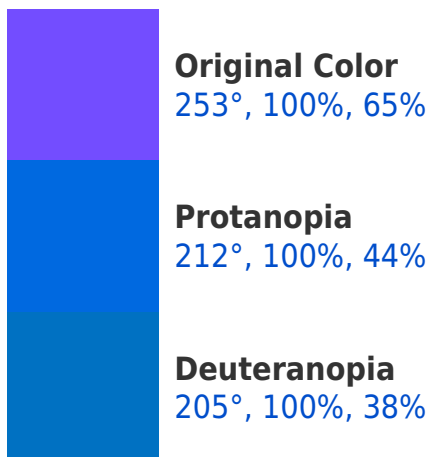 Original Color
253°, 100%, 65%
Protanopia
212°, 100%, 44%
Deuteranopia
205°, 100%, 38%